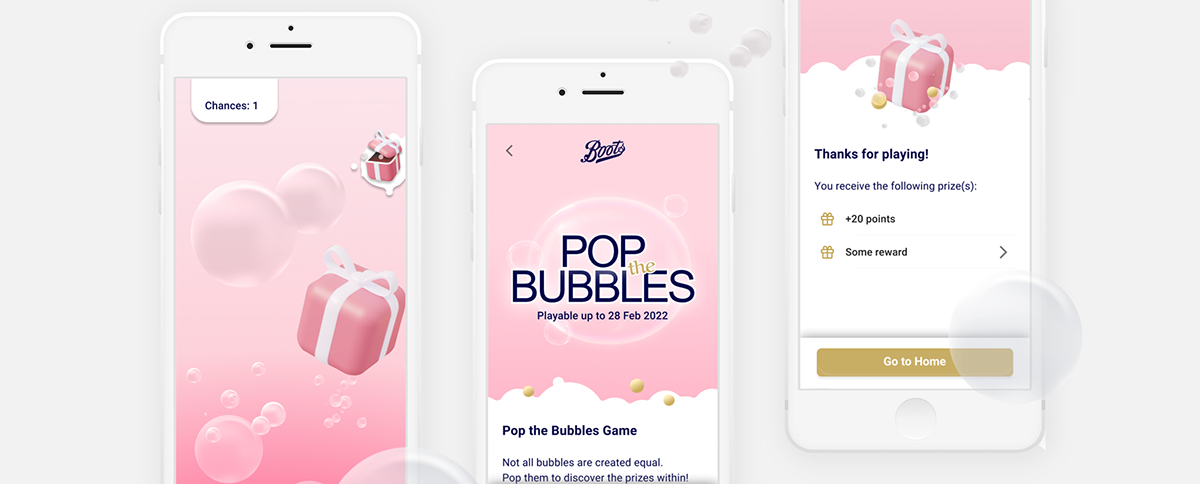 Chances: 1
Boots
POP
the
BUBBLES
Playable up to 28 Feb 2022
Pop the Bubbles Game
Not all bubbles are created equal.
Pop them to discover the prizes within!
Thanks for playing!
You receive the following prize(s):
+20 points
Some reward
Go to Home